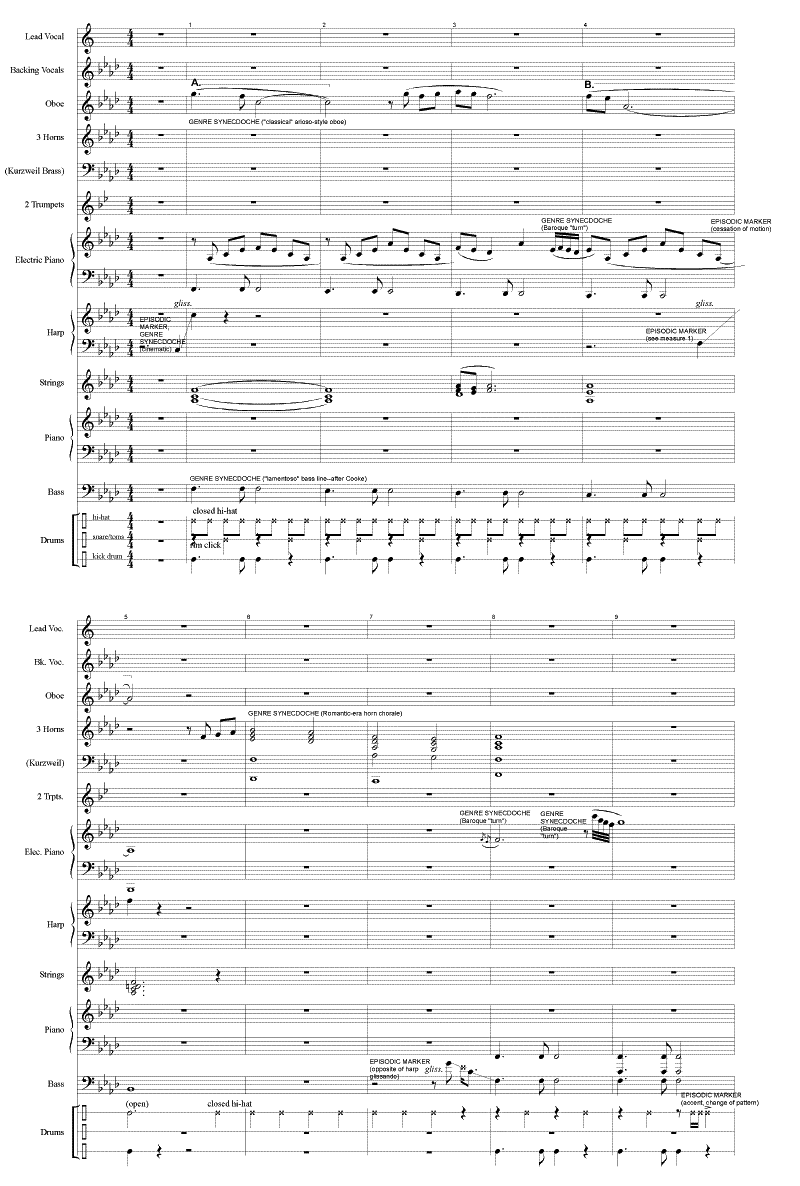 1 2 3 4
Lead Vocal
Backing Vocals
A. B.
Oboe
GENRE SYNECDOCHE ("classical" arioso-style oboe)
3 Horns
(Kurzweil Brass)
2 Trumpets
GENRE SYNECDOCHE
(Baroque "turn")
EPISODIC MARKER
(cessation of motion)
Electric Piano
gliss. gliss.
EPISODIC
MARKER,
GENRE
SYNECDOCHE
(cinematic)
EPISODIC MARKER
(see measure 1)
Harp
Strings
Piano
GENRE SYNECDOCHE ("lamentoso" bass line--after Cooke)
Bass
closed hi-hat
hi-hat
snare/toms
Drums
rim click
kick drum
5 6 7 8 9
Lead Voc.
Bk. Voc.
Oboe
GENRE SYNECDOCHE (Romantic-era horn chorale)
3 Horns
(Kurzweil)
2 Trpts.
GENRE SYNECDOCHE
(Baroque "turn")
GENRE
SYNECDOCHE
(Baroque
"turn")
Elec. Piano
Harp
Strings
Piano
EPISODIC MARKER
(opposite of harp
glissando)
gliss.
Bass
EPISODIC MARKER
(accent, change of pattern)
(open) closed hi-hat
Drums